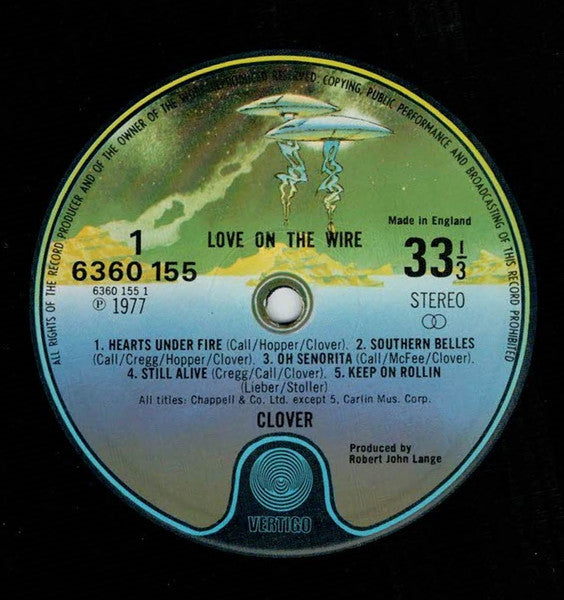 ALL RIGHTS OF THE RECORD PRODUCER AND OF THE OWNER OF THE WORK REPRODUCED RESERVED. COPYING, PUBLIC PERFORMANCE AND BROADCASTING OF THIS RECORD PROHIBITED
Made in England
1
LOVE ON THE WIRE
33⅓
6360 155
6360 155 1
℗ 1977
STEREO
1. HEARTS UNDER FIRE (Call/Hopper/Clover). 2. SOUTHERN BELLES
(Call/Cregg/Hopper/Clover). 3. OH SENORITA (Call/McFee/Clover).
4. STILL ALIVE (Cregg/Call/Clover). 5. KEEP ON ROLLIN
(Lieber/Stoller)
All titles: Chappell & Co. Ltd. except 5, Carlin Mus. Corp.
CLOVER
Produced by
Robert John Lange
VERTIGO